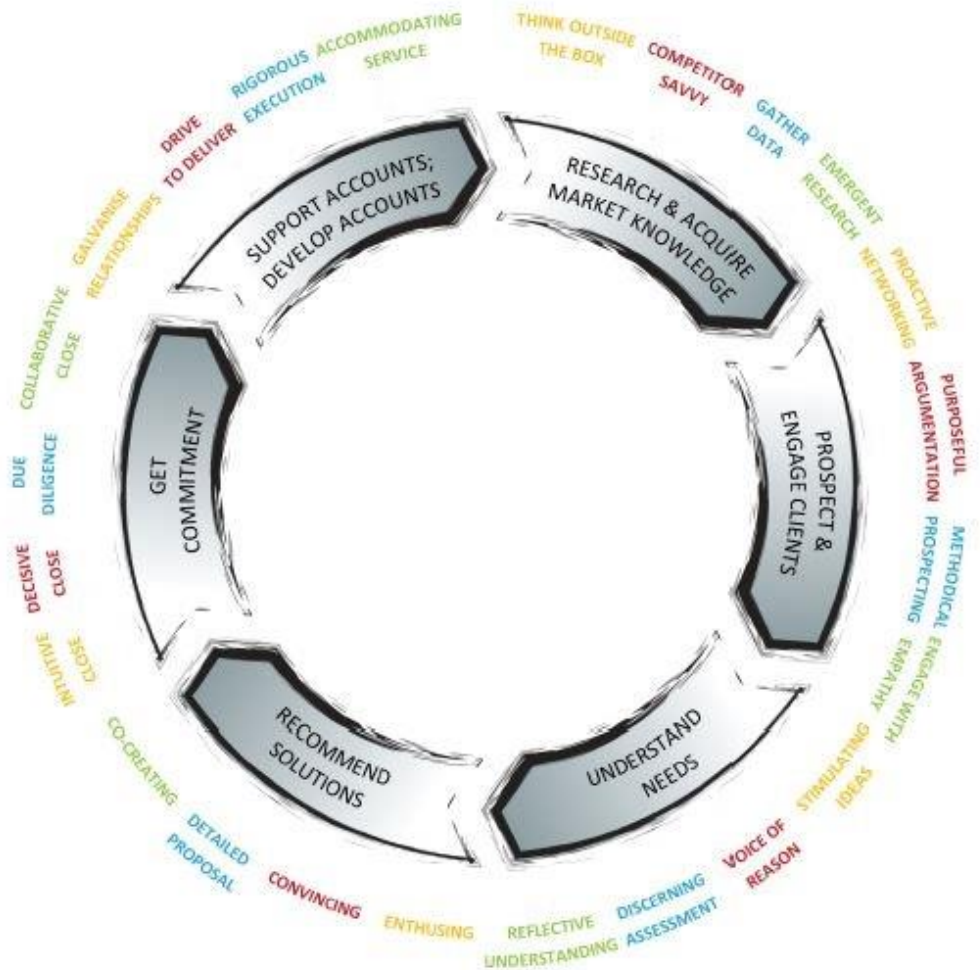 THINK OUTSIDE
THE BOX
COMPETITOR
SAVVY
GATHER
DATA
EMERGENT
RESEARCH
PROACTIVE
NETWORKING
PURPOSEFUL
ARGUMENTATION
METHODICAL
PROSPECTING
ENGAGE WITH
EMPATHY
STIMULATING
IDEAS
VOICE OF
REASON
DISCERNING
ASSESSMENT
REFLECTIVE
UNDERSTANDING
ENTHUSING
CONVINCING
DETAILED
PROPOSAL
CO-CREATING
INTUITIVE
CLOSE
DECISIVE
CLOSE
DUE
DILIGENCE
COLLABORATIVE
CLOSE
GALVANISE
RELATIONSHIPS
DRIVE
TO DELIVER
RIGOROUS
EXECUTION
ACCOMMODATING
SERVICE
RESEARCH & ACQUIRE
MARKET KNOWLEDGE
PROSPECT &
ENGAGE CLIENTS
UNDERSTAND
NEEDS
RECOMMEND
SOLUTIONS
GET
COMMITMENT
SUPPORT ACCOUNTS;
DEVELOP ACCOUNTS